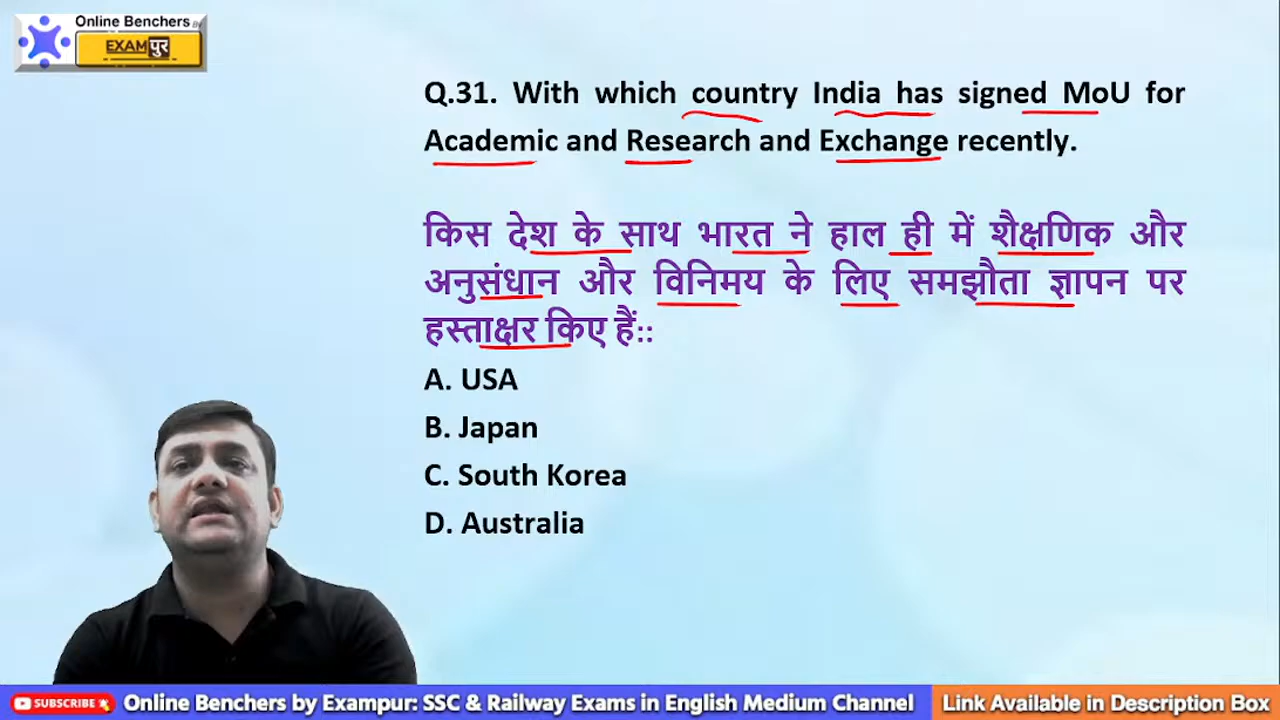 Online Benchers By
EXAMपुर
Q.31. With which country India has signed MoU for
Academic and Research and Exchange recently.
किस देश के साथ भारत ने हाल ही में शैक्षणिक और
अनुसंधान और विनिमय के लिए समझौता ज्ञापन पर
हस्ताक्षर किए हैं::
A. USA
B. Japan
C. South Korea
D. Australia
SUBSCRIBE
Online Benchers by Exampur: SSC & Railway Exams in English Medium Channel
Link Available in Description Box